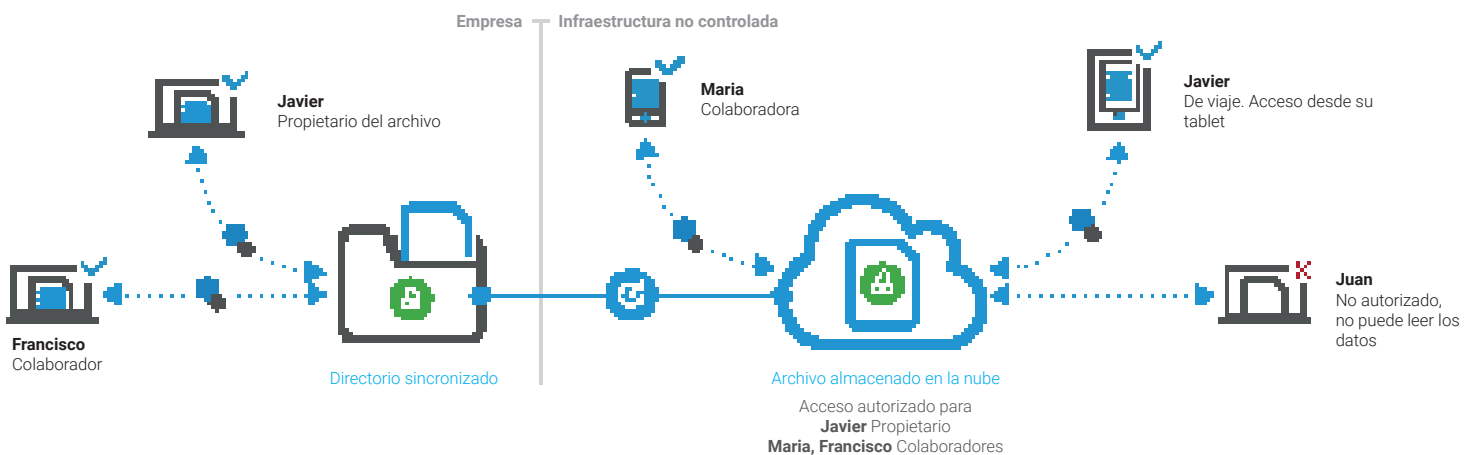 Empresa
Infraestructura no controlada
Javier
Propietario del archivo
Francisco
Colaborador
Directorio sincronizado
Maria
Colaboradora
Javier
De viaje. Acceso desde su
tablet
Juan
No autorizado,
no puede leer los
datos
Archivo almacenado en la nube
Acceso autorizado para
Javier Propietario
Maria, Francisco Colaboradores